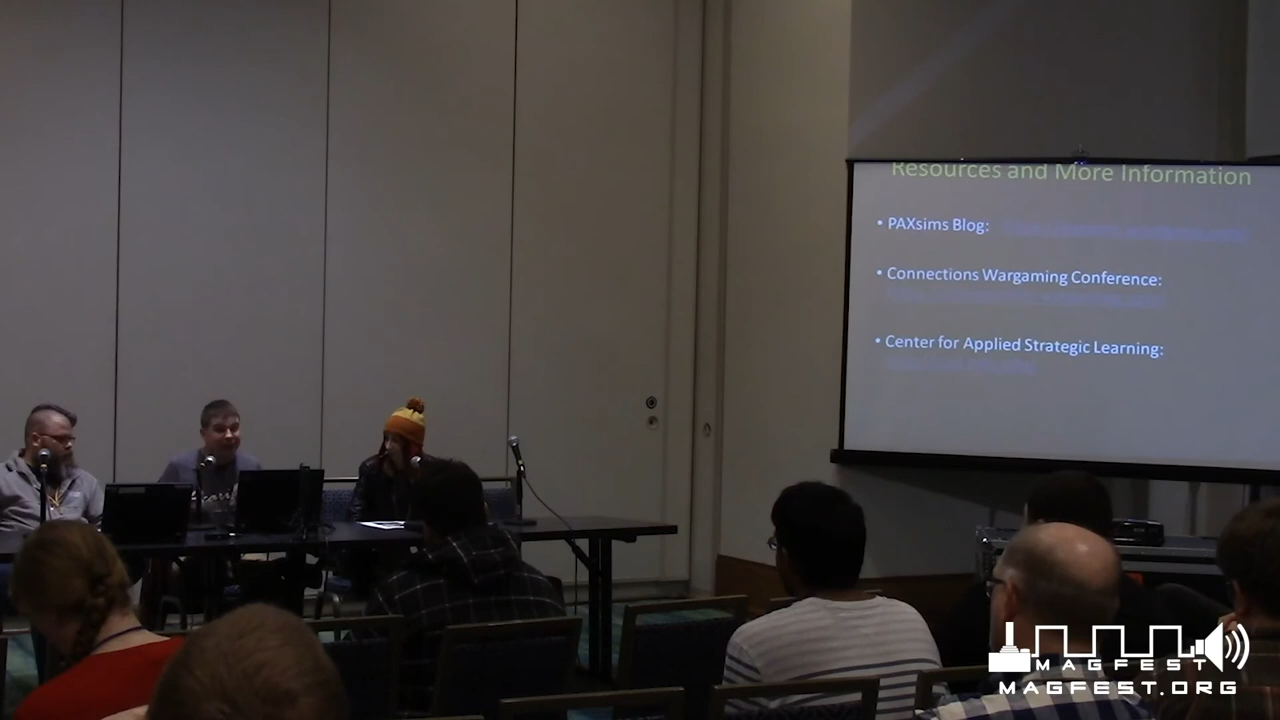 Resources and More Information
• PAXsims Blog:
• Connections Wargaming Conference:
• Center for Applied Strategic Learning:
MAGFEST
MAGFEST.ORG